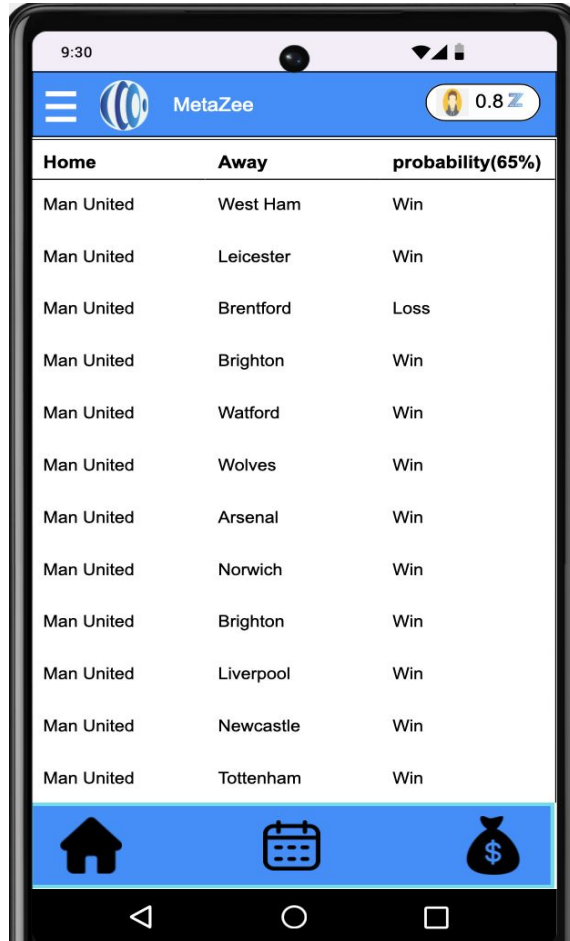 9:30
MetaZee 0.8 Z
Home Away probability(65%)
Man United West Ham Win
Man United Leicester Win
Man United Brentford Loss
Man United Brighton Win
Man United Watford Win
Man United Wolves Win
Man United Arsenal Win
Man United Norwich Win
Man United Brighton Win
Man United Liverpool Win
Man United Newcastle Win
Man United Tottenham Win
$